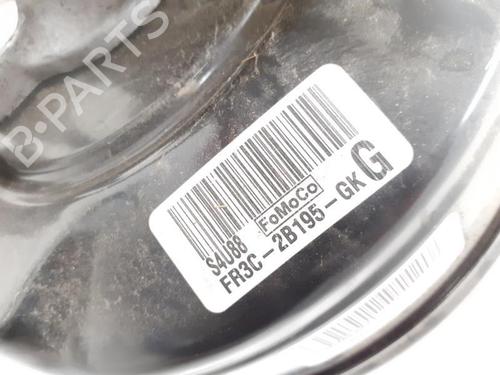 B-PARTS
G
S4U88 FoMoCo
FR3C-2B195-GK